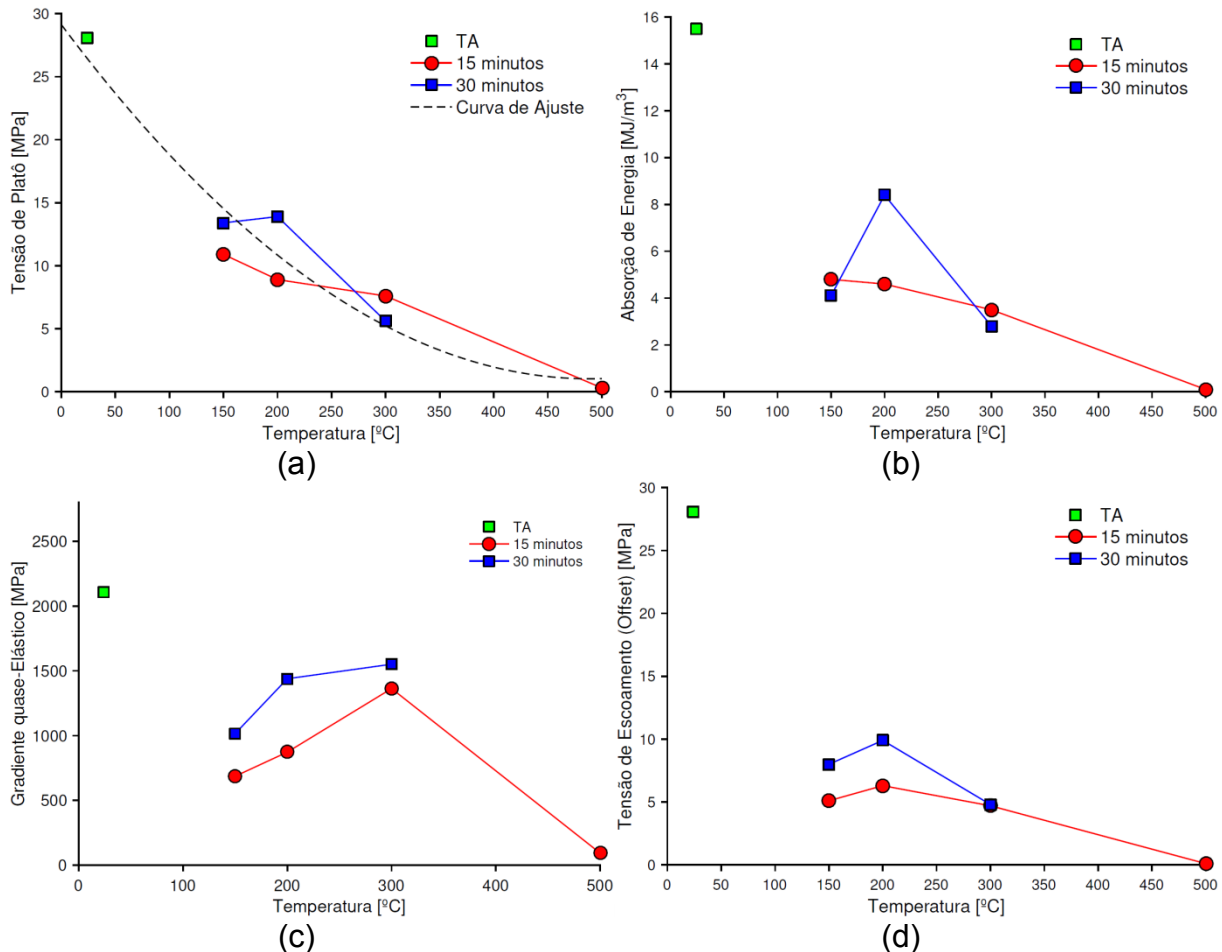 30
25
20
15
10
5
0
Tensão de Platô [MPa]
TA
15 minutos
30 minutos
Curva de Ajuste
0 50 100 150 200 250 300 350 400 450 500
Temperatura [ºC]
(a)
16
14
12
10
8
6
4
2
0
Absorção de Energia [MJ/m³]
TA
15 minutos
30 minutos
0 50 100 150 200 250 300 350 400 450 500
Temperatura [ºC]
(b)
2500
2000
1500
1000
500
0
Gradiente quase-Elástico [MPa]
TA
15 minutos
30 minutos
0 100 200 300 400 500
Temperatura [ºC]
(c)
30
25
20
15
10
5
0
Tensão de Escoamento (Offset) [MPa]
TA
15 minutos
30 minutos
0 50 100 150 200 250 300 350 400 450 500
Temperatura [ºC]
(d)